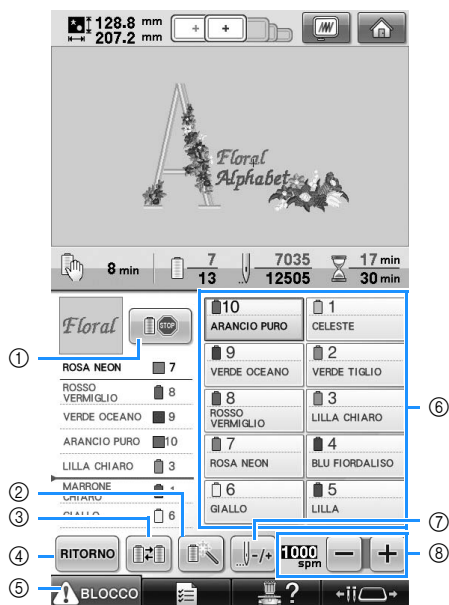 128.8 mm
207.2 mm
Floral
Alphabet
8 min
7
13
7035
12505
17 min
30 min
Floral
STOP
①
ROSA NEON 7
ROSSO
VERMIGLIO 8
VERDE OCEANO 9
ARANCIO PURO 10
LILLA CHIARO 3
MARRONE
CHIARO 1
GIALLO 6
10
ARANCIO PURO
1
CELESTE
9
VERDE OCEANO
2
VERDE TIGLIO
8
ROSSO
VERMIGLIO
3
LILLA CHIARO
7
ROSA NEON
4
BLU FIORDALISO
6
GIALLO
5
LILLA
⑥
②
③
⑦
④
RITORNO
-/+
1000
spm
− +
⑧
⑤
BLOCCO
?